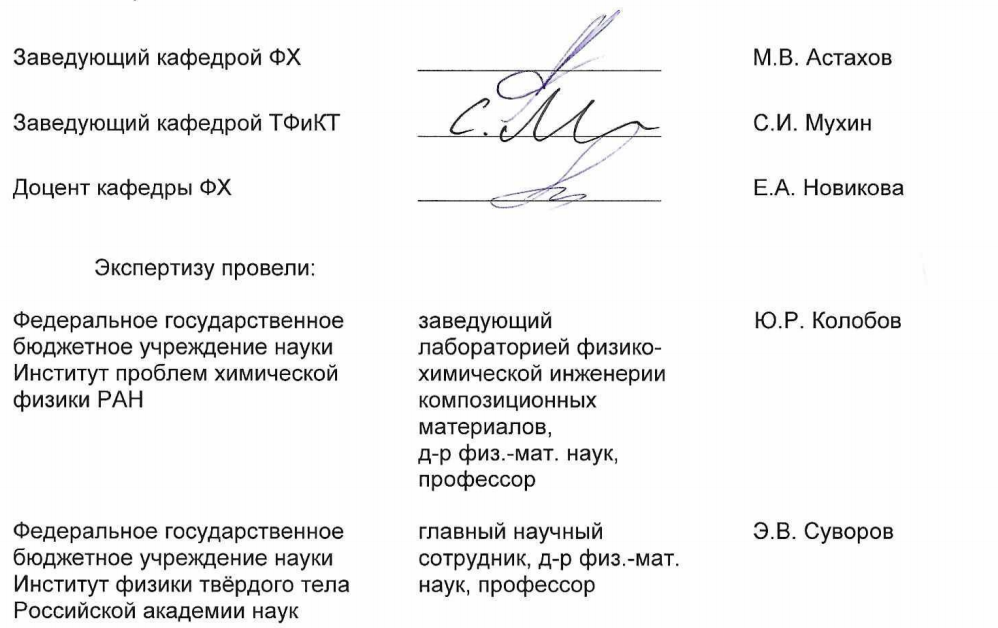 Заведующий кафедрой ФХ М.В. Астахов
Заведующий кафедрой ТФиКТ С.И. Мухин
Доцент кафедры ФХ Е.А. Новикова
Экспертизу провели:
Федеральное государственное
бюджетное учреждение науки
Институт проблем химической
физики РАН
заведующий
лабораторией физико-
химической инженерии
композиционных
материалов,
д-р физ.-мат. наук,
профессор
Ю.Р. Колобов
Федеральное государственное
бюджетное учреждение науки
Институт физики твёрдого тела
Российской академии наук
главный научный
сотрудник, д-р физ.-мат.
наук, профессор
Э.В. Суворов